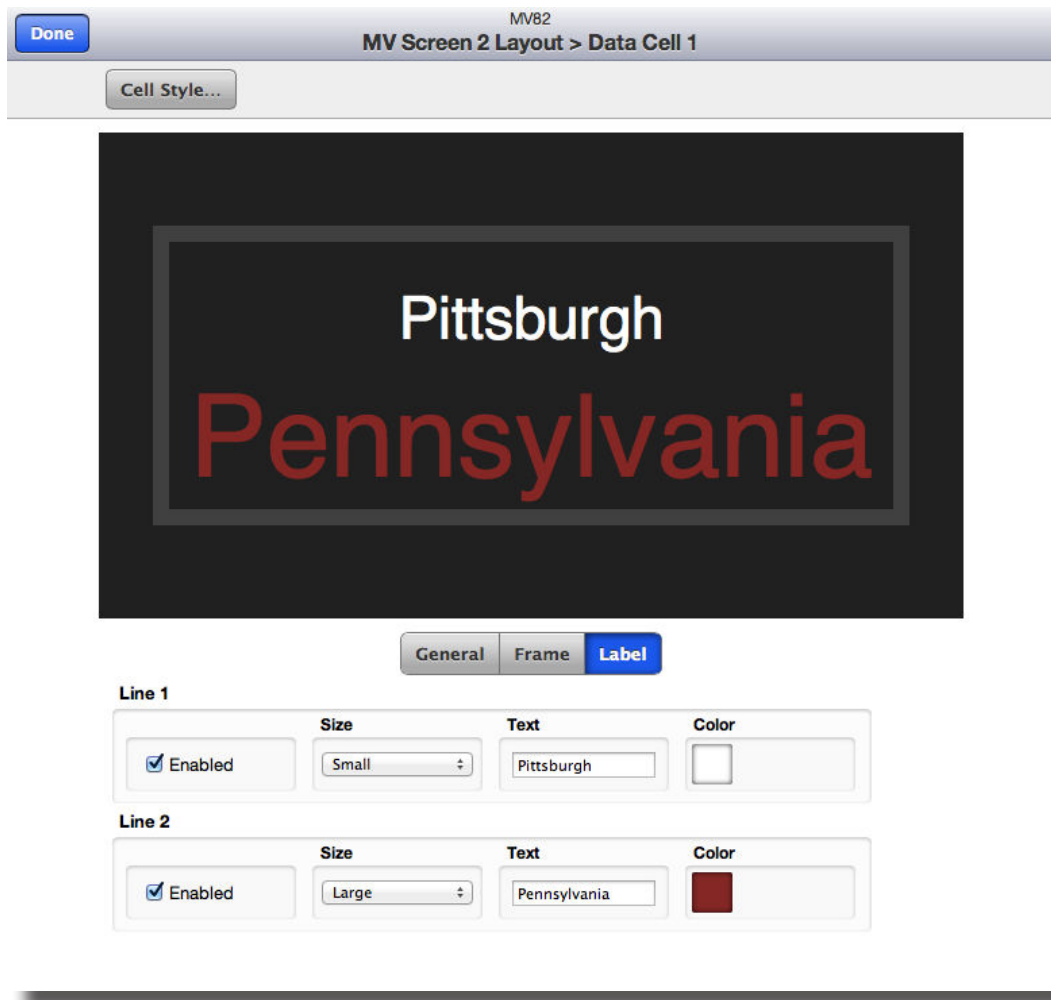 MV82
Done
MV Screen 2 Layout > Data Cell 1
Cell Style...
Pittsburgh
Pennsylvania
General Frame Label
Line 1
Size Text Color
Enabled Small Pittsburgh
Line 2
Size Text Color
Enabled Large Pennsylvania